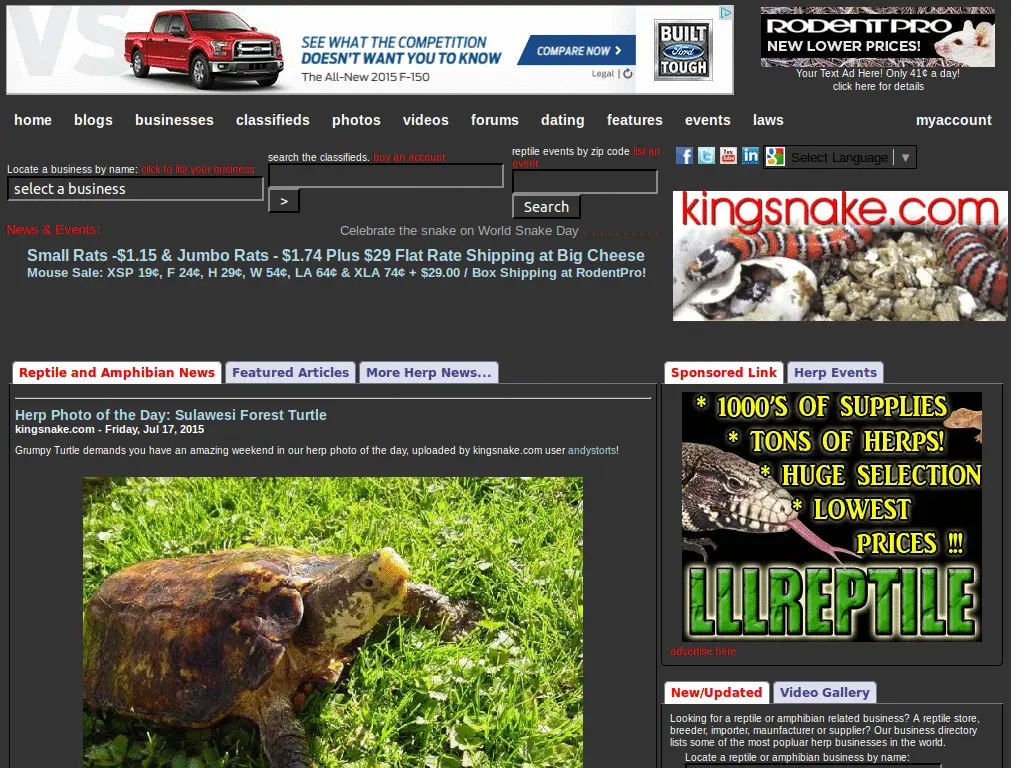 VS
SEE WHAT THE COMPETITION
DOESN'T WANT YOU TO KNOW
The All-New 2015 F-150
COMPARE NOW
Legal |
BUILT
Ford
TOUGH
RODENTPRO
NEW LOWER PRICES!
Your Text Ad Here! Only 41¢ a day!
click here for details
home blogs businesses classifieds photos videos forums dating features events laws myaccount
Locate a business by name: click to list your business
select a business
search the classifieds. buy an account
>
reptile events by zip code list an
event
Search
f t You Tube in Select Language ▼
News & Events:
Celebrate the snake on World Snake Day . . . . . . . . . .
Small Rats -$1.15 & Jumbo Rats - $1.74 Plus $29 Flat Rate Shipping at Big Cheese
Mouse Sale: XSP 19¢, F 24¢, H 29¢, W 54¢, LA 64¢ & XLA 74¢ + $29.00 / Box Shipping at RodentPro!
kingsnake.com
Reptile and Amphibian News Featured Articles More Herp News...
Herp Photo of the Day: Sulawesi Forest Turtle
kingsnake.com - Friday, Jul 17, 2015
Grumpy Turtle demands you have an amazing weekend in our herp photo of the day, uploaded by kingsnake.com user andystorts!
Sponsored Link Herp Events
* 1000'S OF SUPPLIES
* TONS OF HERPS!
* HUGE SELECTION
* LOWEST
PRICES !!!
LLLREPTILE
advertise here
New/Updated Video Gallery
Looking for a reptile or amphibian related business? A reptile store,
breeder, importer, maunfacturer or supplier? Our business directory
lists some of the most popluar herp businesses in the world.
Locate a reptile or amphibian business by name: